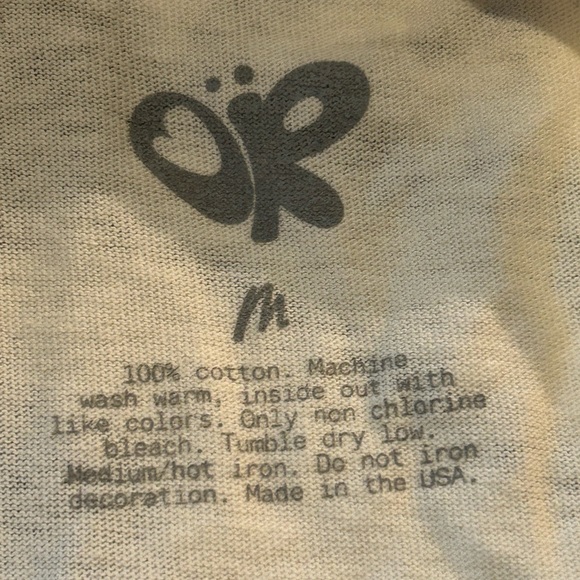 OR
M
100% cotton. Machine
wash warm, inside out with
like colors. Only non chlorine
bleach. Tumble dry low.
Medium/hot iron. Do not iron
decoration. Made in the USA.